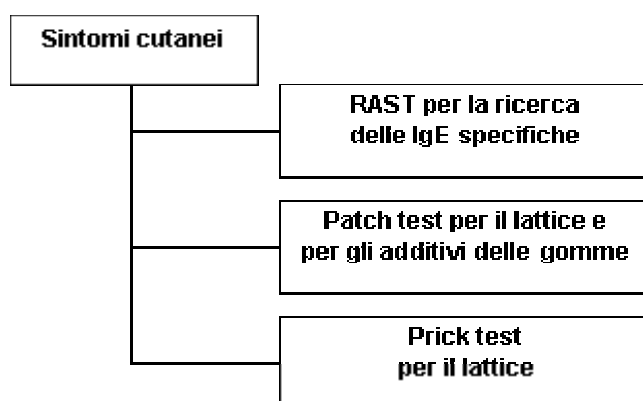 Sintomi cutanei
RAST per la ricerca
delle IgE specifiche
Patch test per il lattice e
per gli additivi delle gomme
Prick test
per il lattice